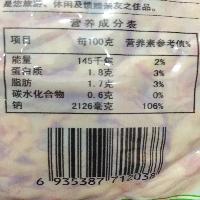 是您旅游、休闲及馈赠亲友之佳品。
营养成分表
项目 每100克 营养素参考值%
能量 145千焦 2%
蛋白质 1.8克 3%
脂肪 1.7克 3%
碳水化合物 0.6克 0%
钠 2126毫克 106%
6 935387 712038